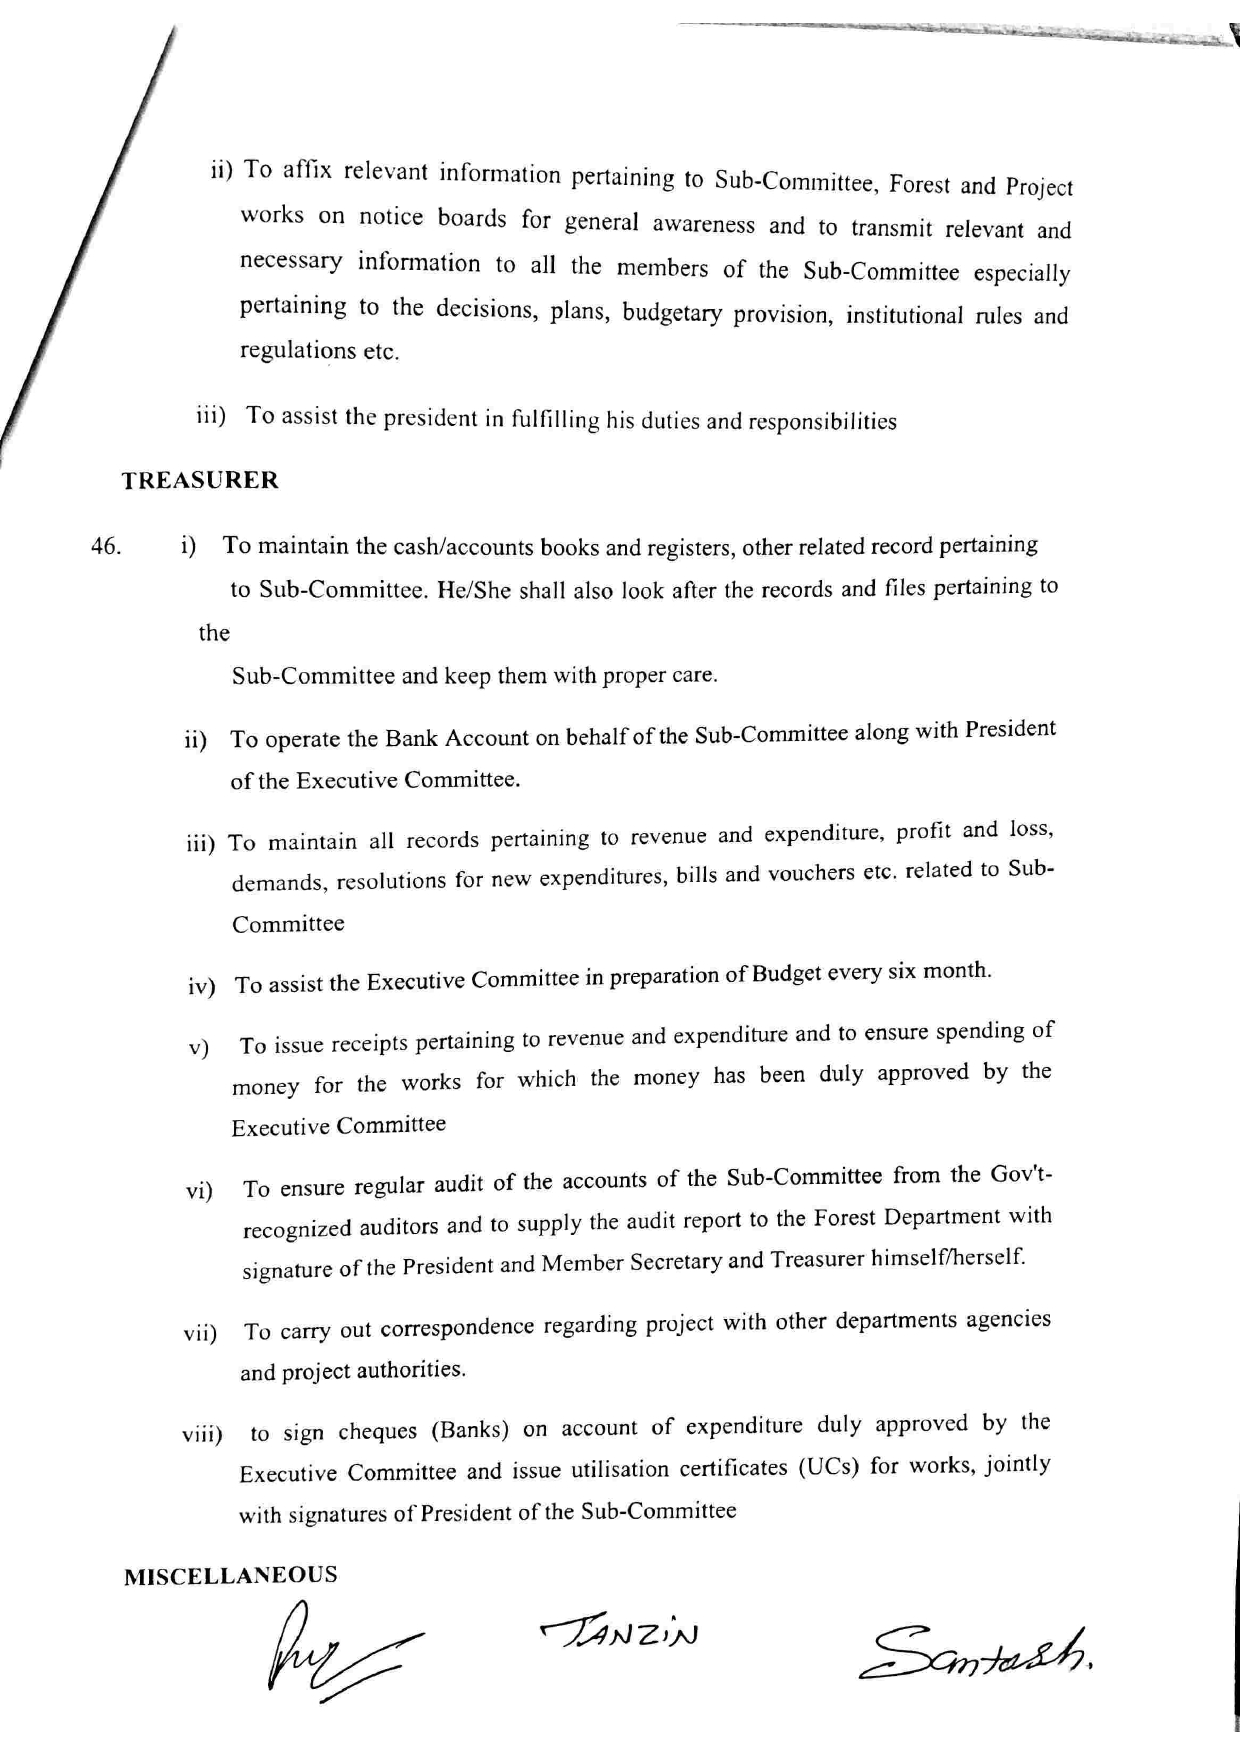 ii) To affix relevant information pertaining to Sub-Committee, Forest and Project
works on notice boards for general awareness and to transmit relevant and
necessary information to all the members of the Sub-Committee especially
pertaining to the decisions, plans, budgetary provision, institutional rules and
regulations etc.
iii) To assist the president in fulfilling his duties and responsibilities
TREASURER
46. i) To maintain the cash/accounts books and registers, other related record pertaining
to Sub-Committee. He/She shall also look after the records and files pertaining to
the
Sub-Committee and keep them with proper care.
ii) To operate the Bank Account on behalf of the Sub-Committee along with President
of the Executive Committee.
iii) To maintain all records pertaining to revenue and expenditure, profit and loss,
demands, resolutions for new expenditures, bills and vouchers etc. related to Sub-
Committee
iv) To assist the Executive Committee in preparation of Budget every six month.
v) To issue receipts pertaining to revenue and expenditure and to ensure spending of
money for the works for which the money has been duly approved by the
Executive Committee
vi) To ensure regular audit of the accounts of the Sub-Committee from the Gov't-
recognized auditors and to supply the audit report to the Forest Department with
signature of the President and Member Secretary and Treasurer himself/herself.
vii) To carry out correspondence regarding project with other departments agencies
and project authorities.
viii) to sign cheques (Banks) on account of expenditure duly approved by the
Executive Committee and issue utilisation certificates (UCs) for works, jointly
with signatures of President of the Sub-Committee
MISCELLANEOUS
TANZIN Santosh.